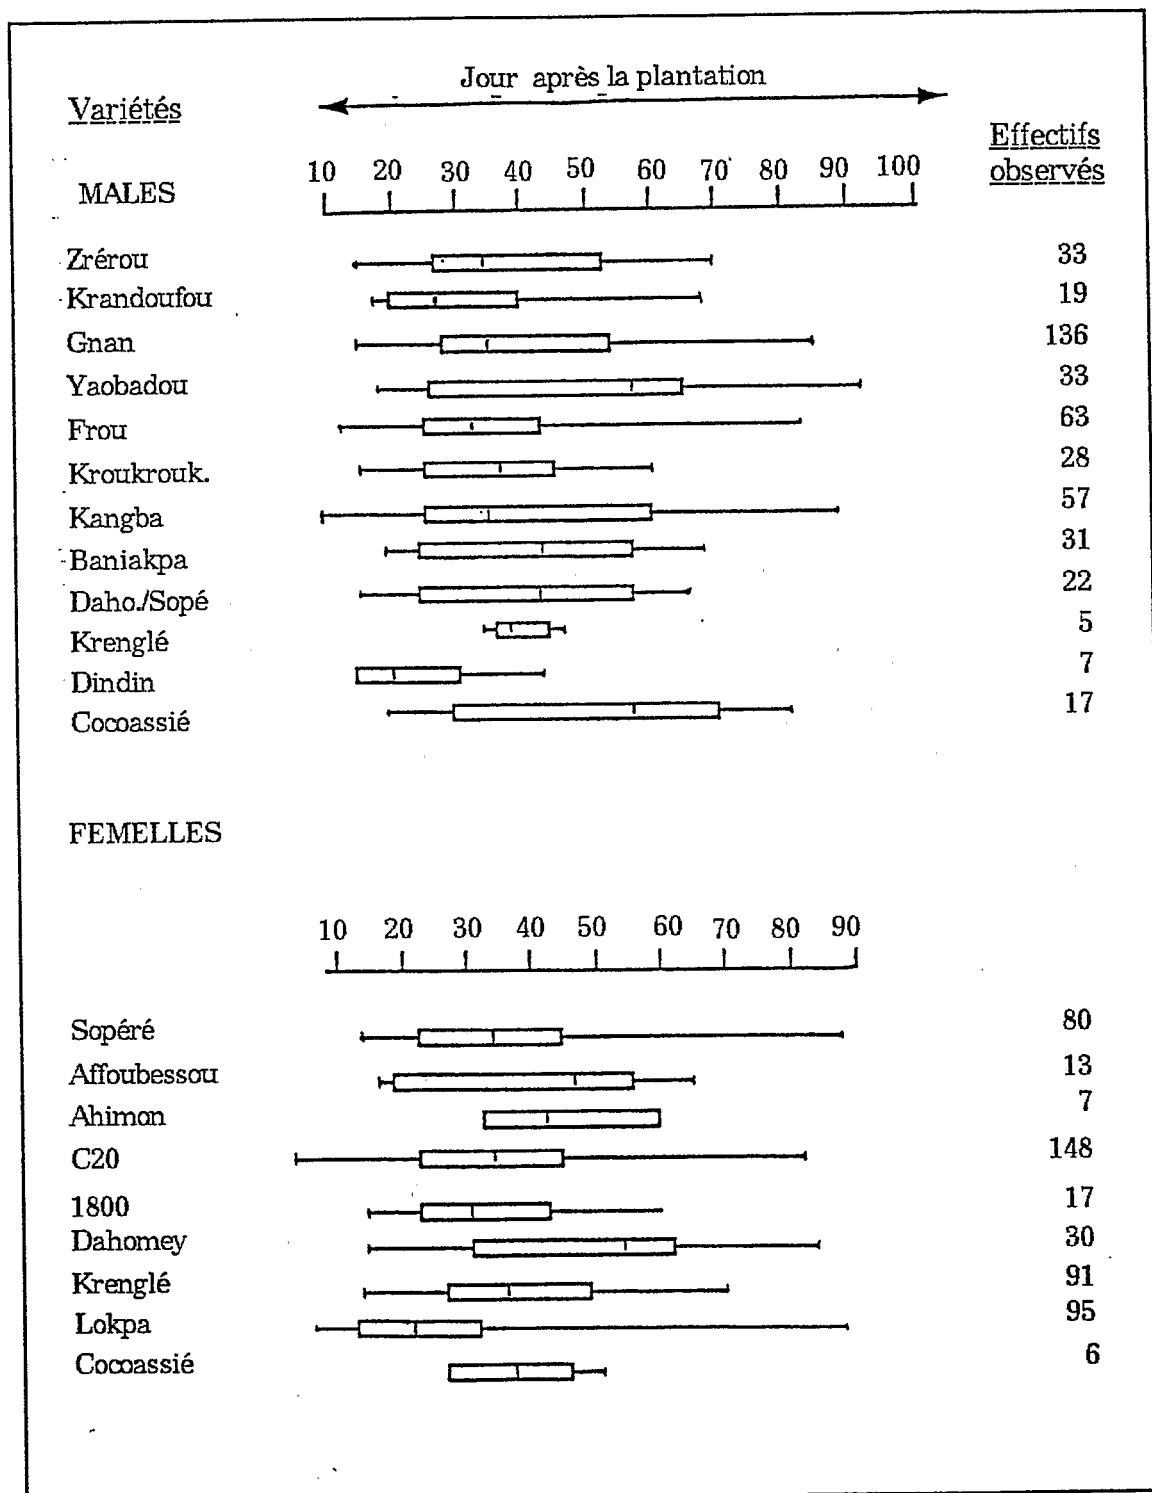 Jour après la plantation
Variétés
Effectifs
observés
10 20 30 40 50 60 70 80 90 100
MALES
Zrérou 33
Krandoufou 19
Gnan 136
Yaobadou 33
Frou 63
Kroukrouk. 28
Kangba 57
Baniakpa 31
Daho./Sopé 22
Krenglé 5
Dindin 7
Cocoassié 17
FEMELLES
10 20 30 40 50 60 70 80 90
Sopéré 80
Affoubessou 13
Ahimon 7
C20 148
1800 17
Dahomey 30
Krenglé 91
Lokpa 95
Cocoassié 6